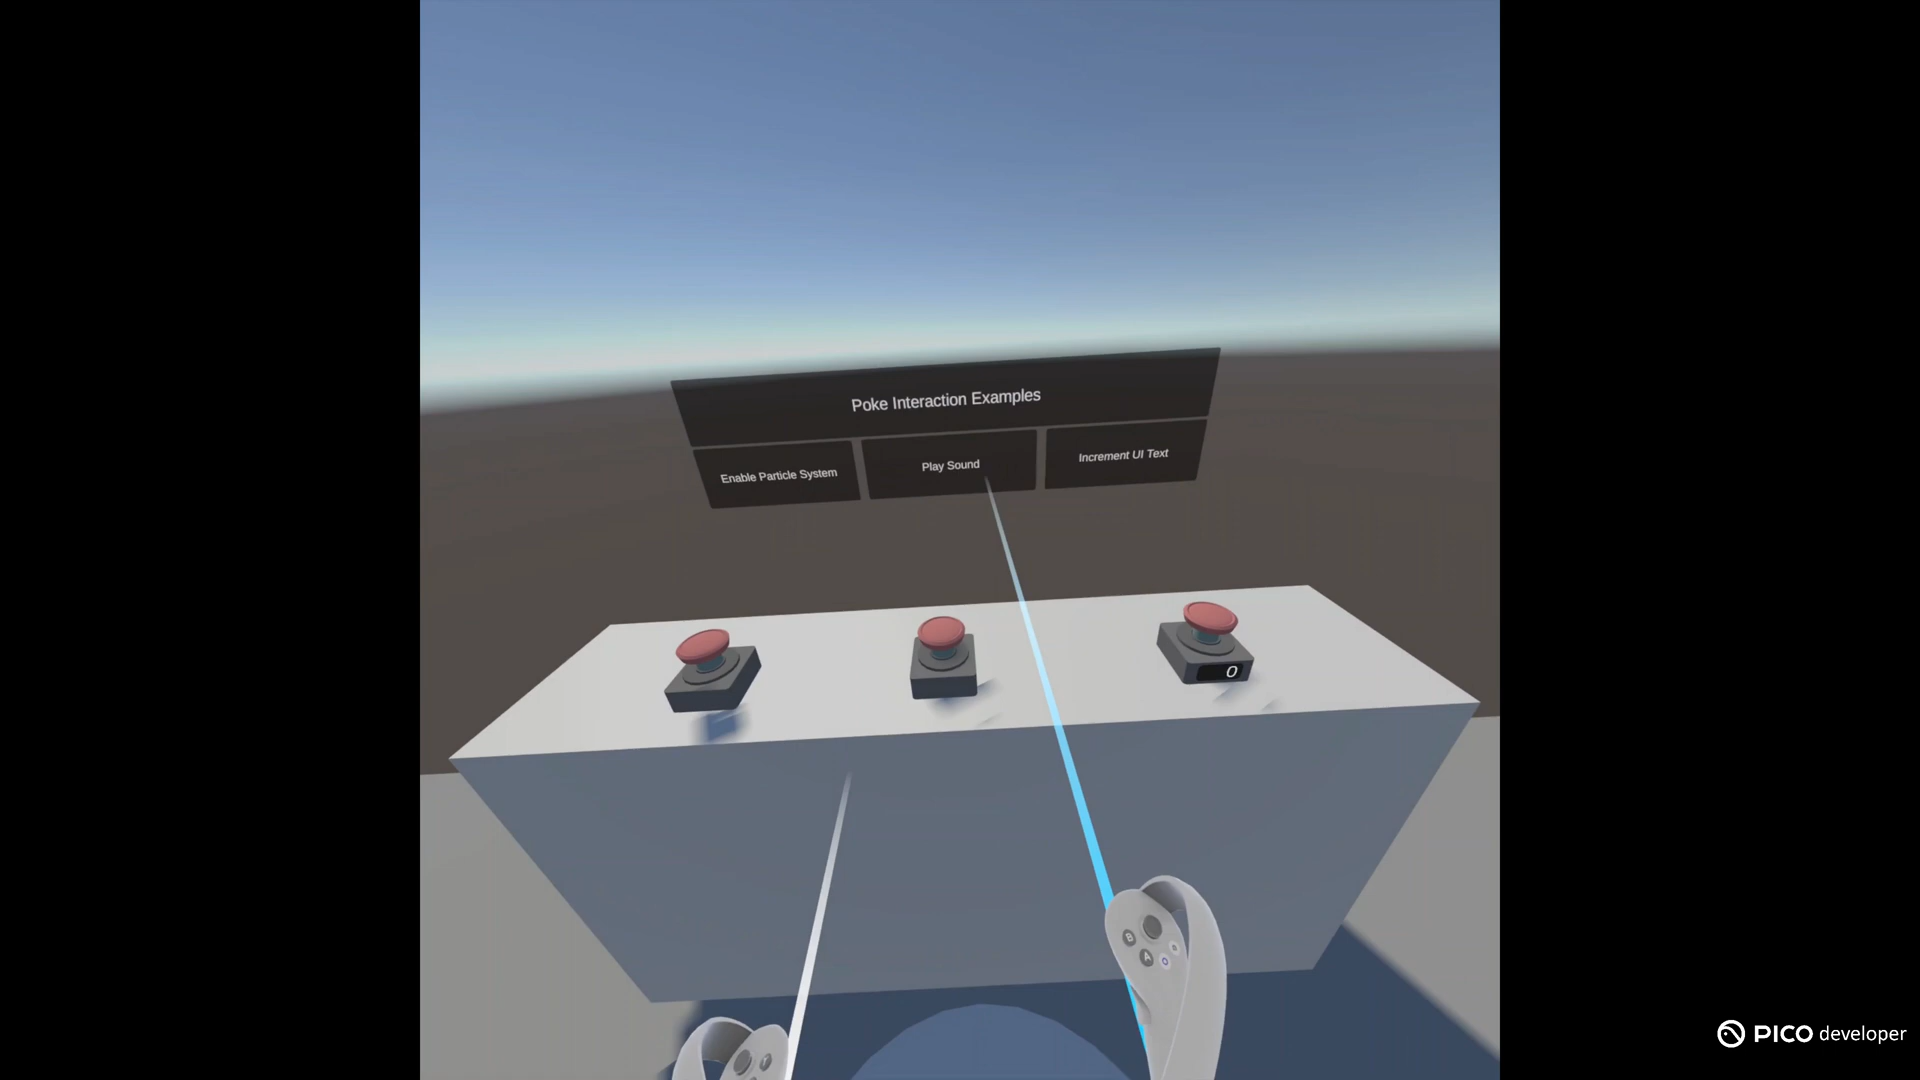 Poke Interaction Examples
Enable Particle System
Play Sound
Increment UI Text
0
B
A
PICO developer